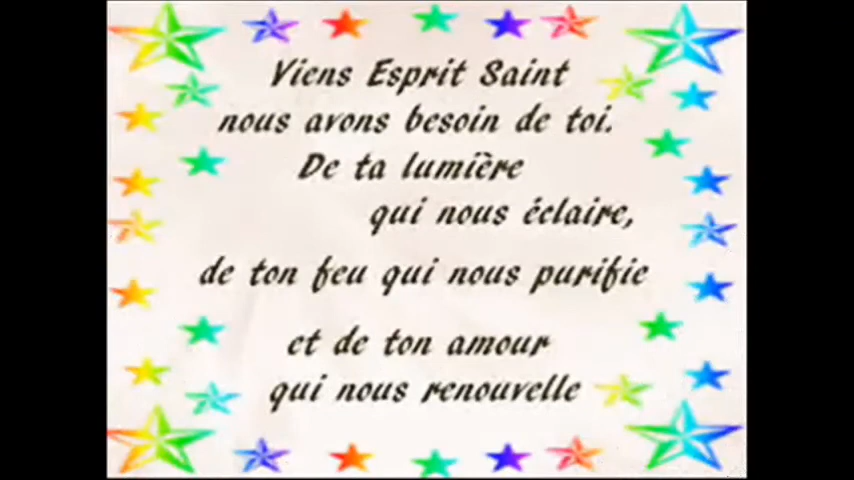 Viens Esprit Saint
nous avons besoin de toi.
De ta lumière
qui nous éclaire,
de ton feu qui nous purifie
et de ton amour
qui nous renouvelle